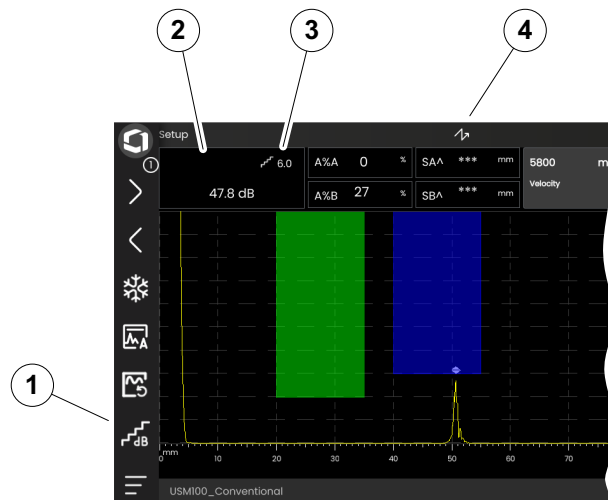 2
3
4
Setup
1
6.0
47.8 dB
A%A 0 %
A%B 27 %
SA^ *** mm
SB^ *** mm
5800 m
Velocity
A
dB
1
mm
0 10 20 30 40 50 60 70
USM100_Conventional